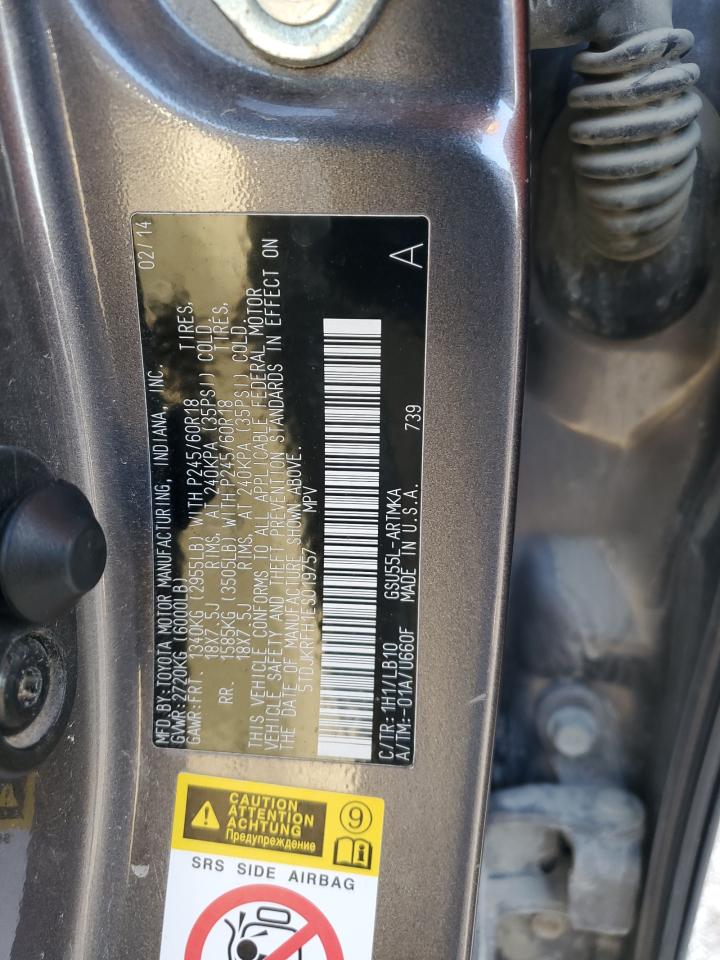 MFD BY:TOYOTA MOTOR MANUFACTURING, INDIANA, INC. 02/14
GVWR:2720KG (6000LB)
GAWR:FRT. 1340KG (2955LB) WITH P245/60R18 TIRES,
18X7.5J RIMS, AT 240KPA (35PSI) COLD.
RR. 1585KG (3505LB) WITH P245/60R18 TIRES,
18X7.5J RIMS, AT 240KPA (35PSI) COLD.
THIS VEHICLE CONFORMS TO ALL APPLICABLE FEDERAL MOTOR
VEHICLE SAFETY AND THEFT PREVENTION STANDARDS IN EFFECT ON
THE DATE OF MANUFACTURE SHOWN ABOVE.
5TDJKRFH1ES019757 MPV
C/TR: 1H1/LB10 GSU55L-ARTMKA 739 A
A/TM:-01A/U660F MADE IN U.S.A.
CAUTION
ATTENTION
ACHTUNG
Предупреждение
9
SRS SIDE AIRBAG